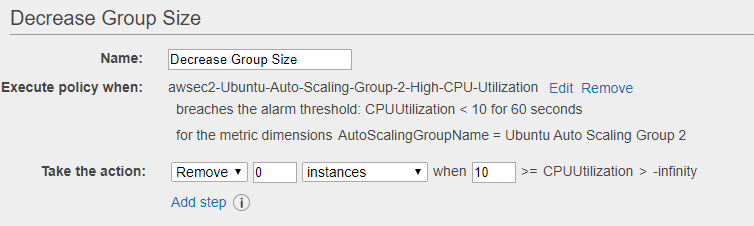 Decrease Group Size
Name: Decrease Group Size
Execute policy when: awsec2-Ubuntu-Auto-Scaling-Group-2-High-CPU-Utilization Edit Remove
breaches the alarm threshold: CPUUtilization < 10 for 60 seconds
for the metric dimensions AutoScalingGroupName = Ubuntu Auto Scaling Group 2
Take the action: Remove 0 instances when 10 >= CPUUtilization > -infinity
Add step i